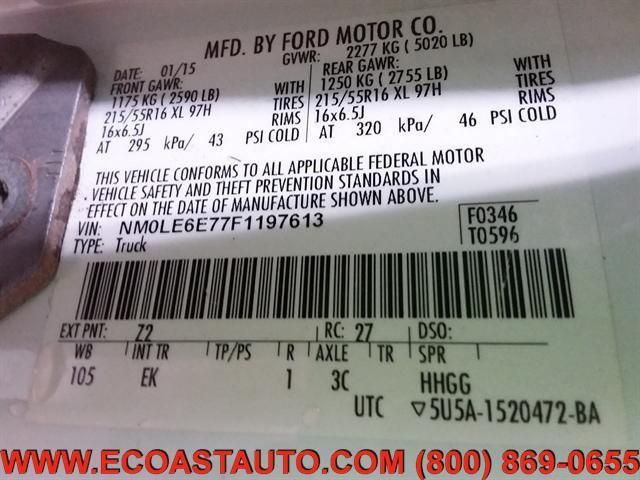 MFD. BY FORD MOTOR CO.
DATE: 01/15 GVWR: 2277 KG ( 5020 LB)
FRONT GAWR: WITH REAR GAWR: WITH
1175 KG (2590 LB) TIRES 1250 KG ( 2755 LB) TIRES
215/55R16 XL 97H RIMS 215/55R16 XL 97H RIMS
16x6.5J 16x6.5J
AT 295 kPa/ 43 PSI COLD AT 320 kPa/ 46 PSI COLD
THIS VEHICLE CONFORMS TO ALL APPLICABLE FEDERAL MOTOR
VEHICLE SAFETY AND THEFT PREVENTION STANDARDS IN
EFFECT ON THE DATE OF MANUFACTURE SHOWN ABOVE.
VIN: NM0LE6E77F1197613 F0346
TYPE: Truck T0596
EXT PNT: Z2 RC: 27 DSO:
WB INT TR TP/PS R AXLE TR SPR
105 EK 1 3C HHGG
UTC ▽5U5A-1520472-BA
WWW.ECOASTAUTO.COM (800) 869-0655